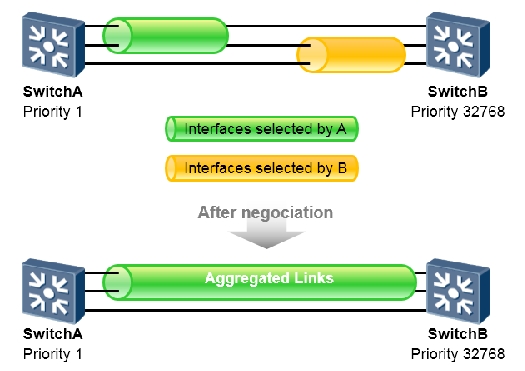 SwitchA
Priority 1
SwitchB
Priority 32768
Interfaces selected by A
Interfaces selected by B
After negociation
Aggregated Links
SwitchA
Priority 1
SwitchB
Priority 32768